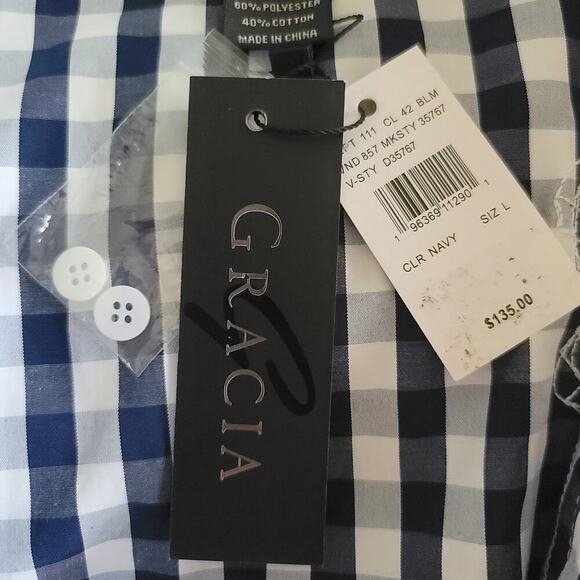 60% POLYESTER
40% COTTON
MADE IN CHINA
GRACIA
PT 111 CL 42 BLM
VND 857 MKSTY 35767
V-STY D35767
1 96369 11290 1
CLR NAVY SIZ L
$135.00